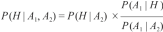 P(H | A₁, A₂) = P(H | A₂) × P(A₁ | H) / P(A₁ | A₂)